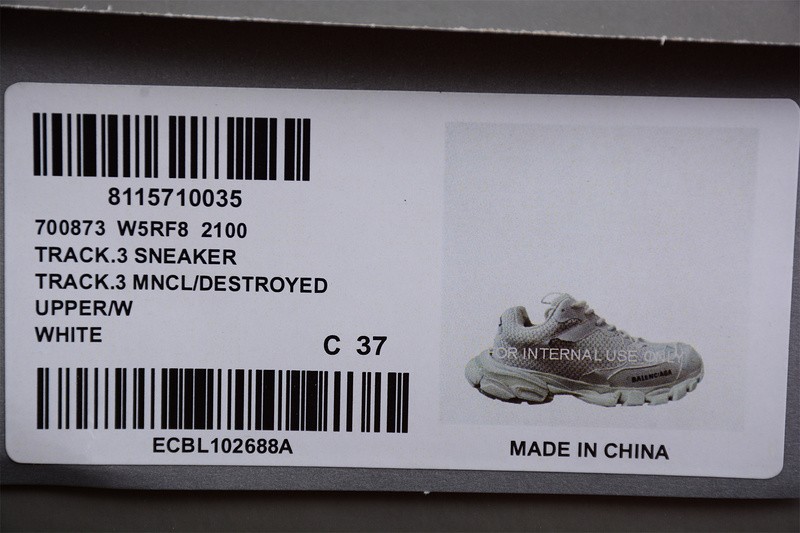 8115710035
700873 W5RF8 2100
TRACK.3 SNEAKER
TRACK.3 MNCL/DESTROYED
UPPER/W
WHITE
C 37
ECBL102688A
FOR INTERNAL USE ONLY
BALENCIAGA
MADE IN CHINA